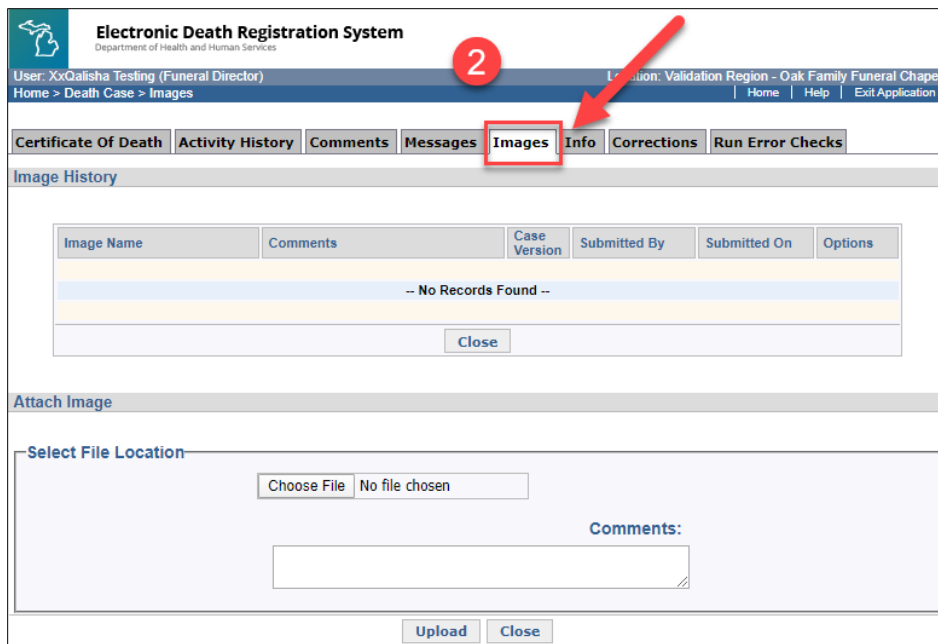 Electronic Death Registration System
Department of Health and Human Services
2
User: XxQalisha Testing (Funeral Director) Validation Region - Oak Family Funeral Chape
Home > Death Case > Images | Home | Help | Exit Application
Certificate Of Death Activity History Comments Messages Images Info Corrections Run Error Checks
Image History
Image Name Comments Case Version Submitted By Submitted On Options
-- No Records Found --
Close
Attach Image
Select File Location
Choose File No file chosen
Comments:
Upload Close